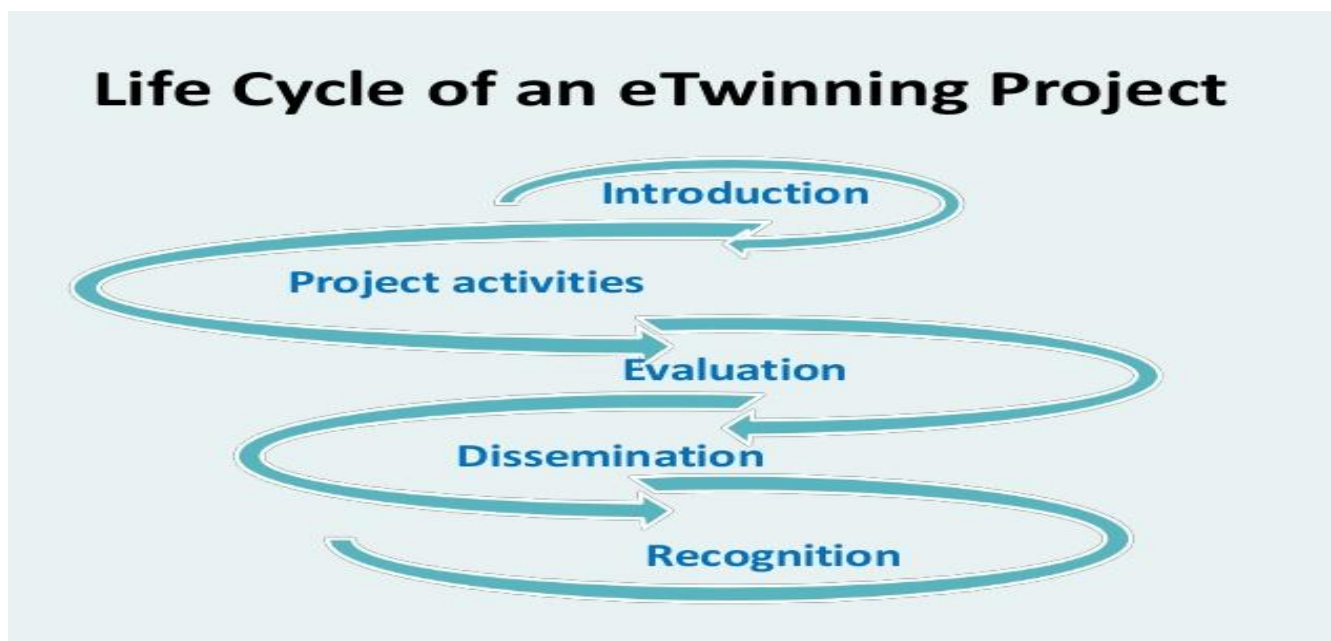 Life Cycle of an eTwinning Project
Introduction
Project activities
Evaluation
Dissemination
Recognition